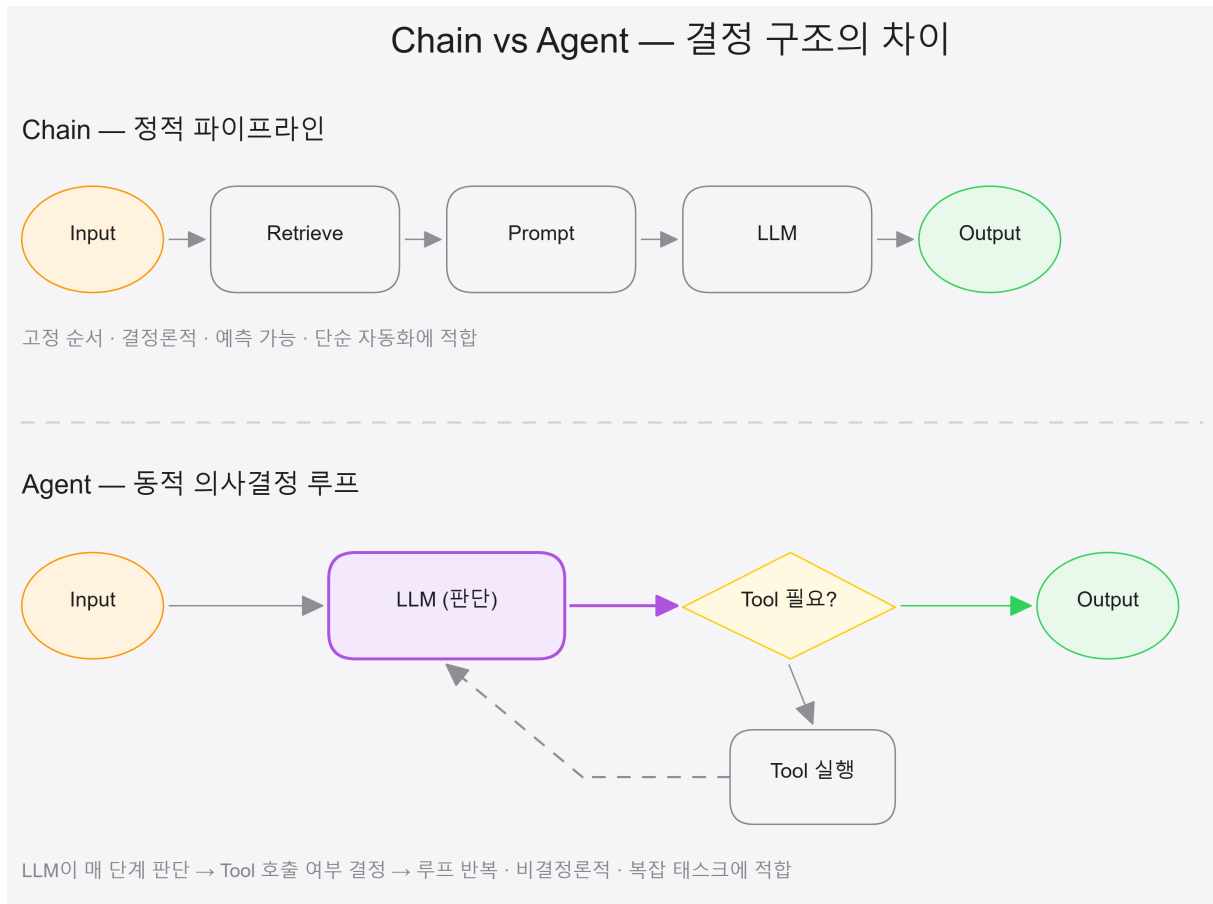 Chain vs Agent — 결정 구조의 차이
Chain — 정적 파이프라인
Input
Retrieve
Prompt
LLM
Output
고정 순서 · 결정론적 · 예측 가능 · 단순 자동화에 적합
Agent — 동적 의사결정 루프
Input
LLM (판단)
Tool 필요?
Output
Tool 실행
LLM이 매 단계 판단 → Tool 호출 여부 결정 → 루프 반복 · 비결정론적 · 복잡 태스크에 적합